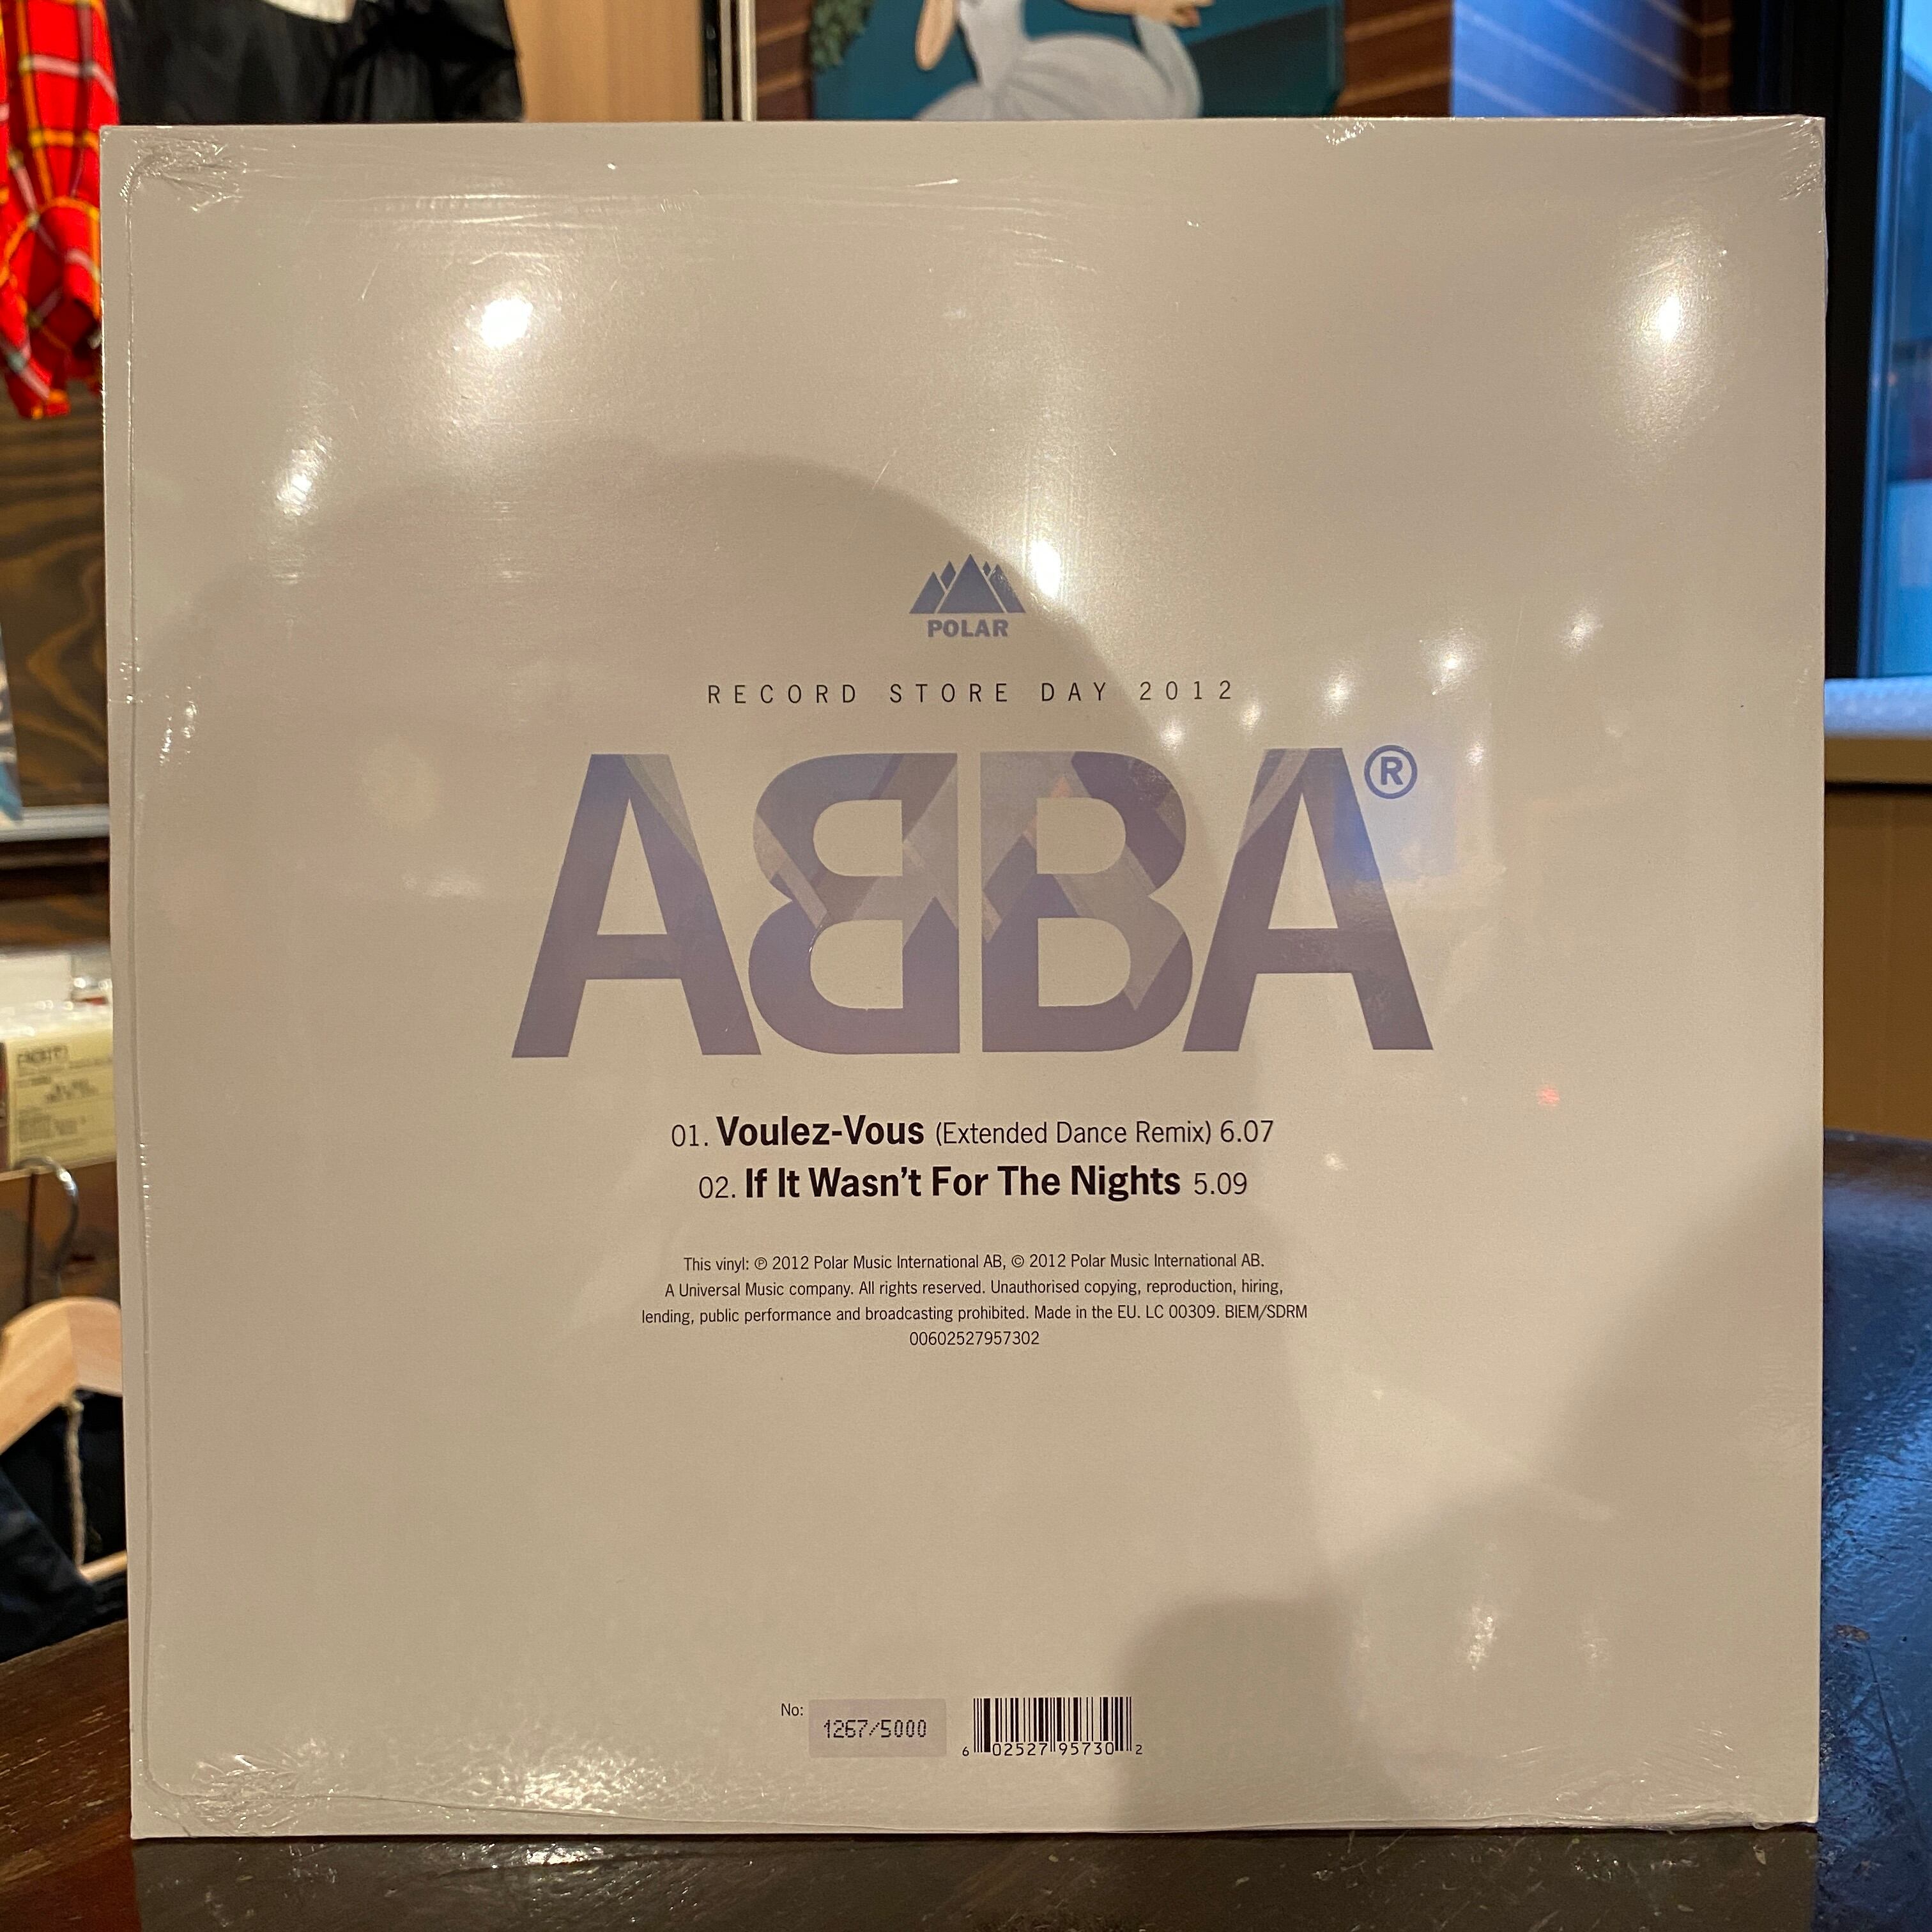 POLAR
RECORD STORE DAY 2012
ABBA®
01. Voulez-Vous (Extended Dance Remix) 6.07
02. If It Wasn't For The Nights 5.09
This vinyl: ℗ 2012 Polar Music International AB, © 2012 Polar Music International AB.
A Universal Music company. All rights reserved. Unauthorised copying, reproduction, hiring,
lending, public performance and broadcasting prohibited. Made in the EU. LC 00309. BIEM/SDRM
00602527957302
No: 1267/5000
6 02527 95730 2